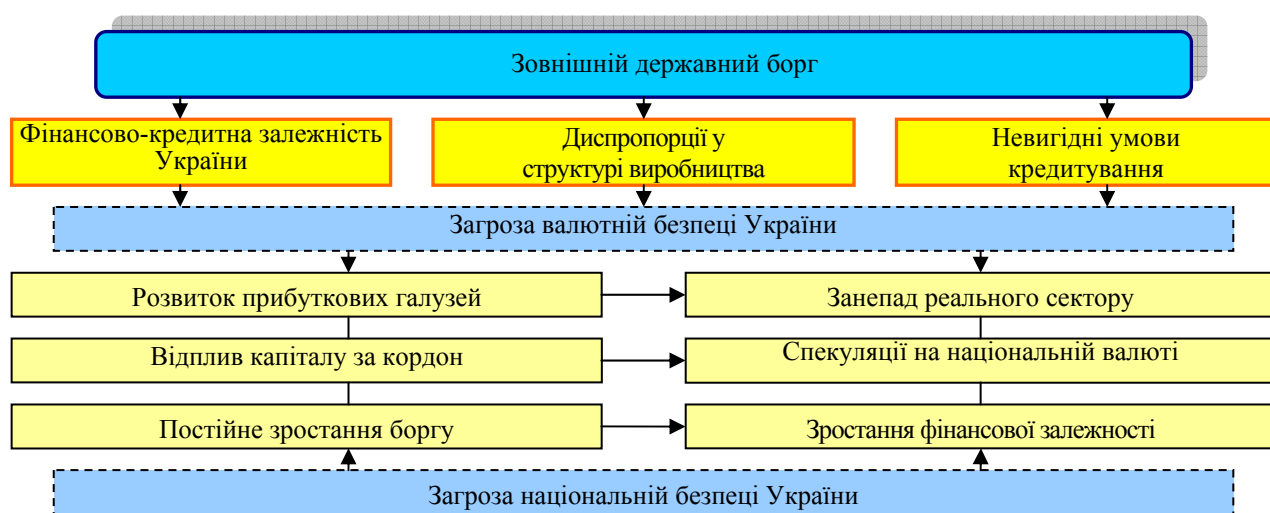 Зовнішній державний борг
Фінансово-кредитна залежність
України
Диспропорції у
структурі виробництва
Невигідні умови
кредитування
Загроза валютній безпеці України
Розвиток прибуткових галузей
Занепад реального сектору
Відплив капіталу за кордон
Спекуляції на національній валюті
Постійне зростання боргу
Зростання фінансової залежності
Загроза національній безпеці України